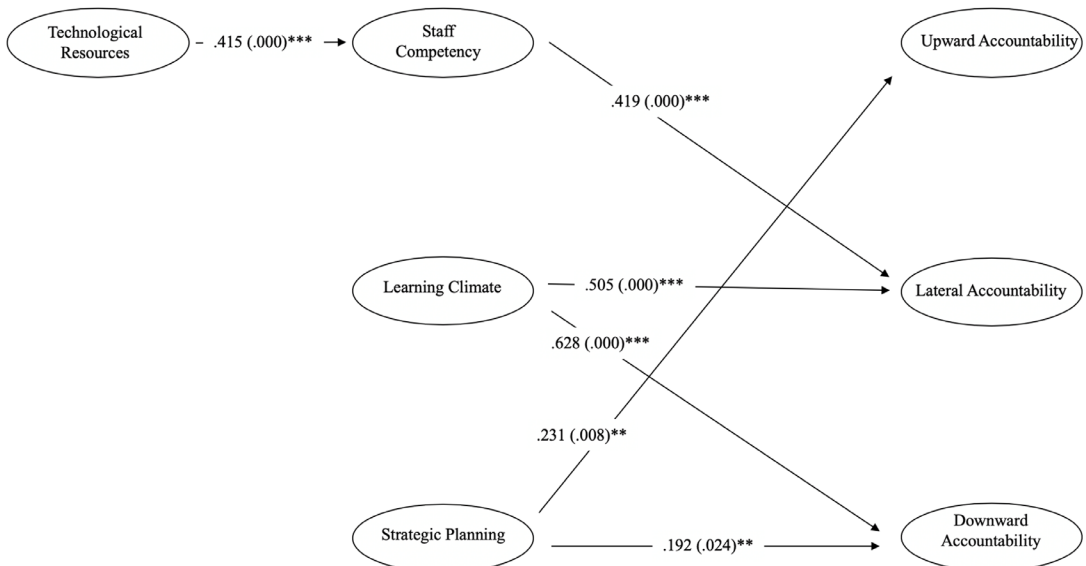 Technological
Resources
.415 (.000)***
Staff
Competency
Upward Accountability
.419 (.000)***
Learning Climate
.505 (.000)***
Lateral Accountability
.628 (.000)***
.231 (.008)**
Strategic Planning
.192 (.024)**
Downward
Accountability